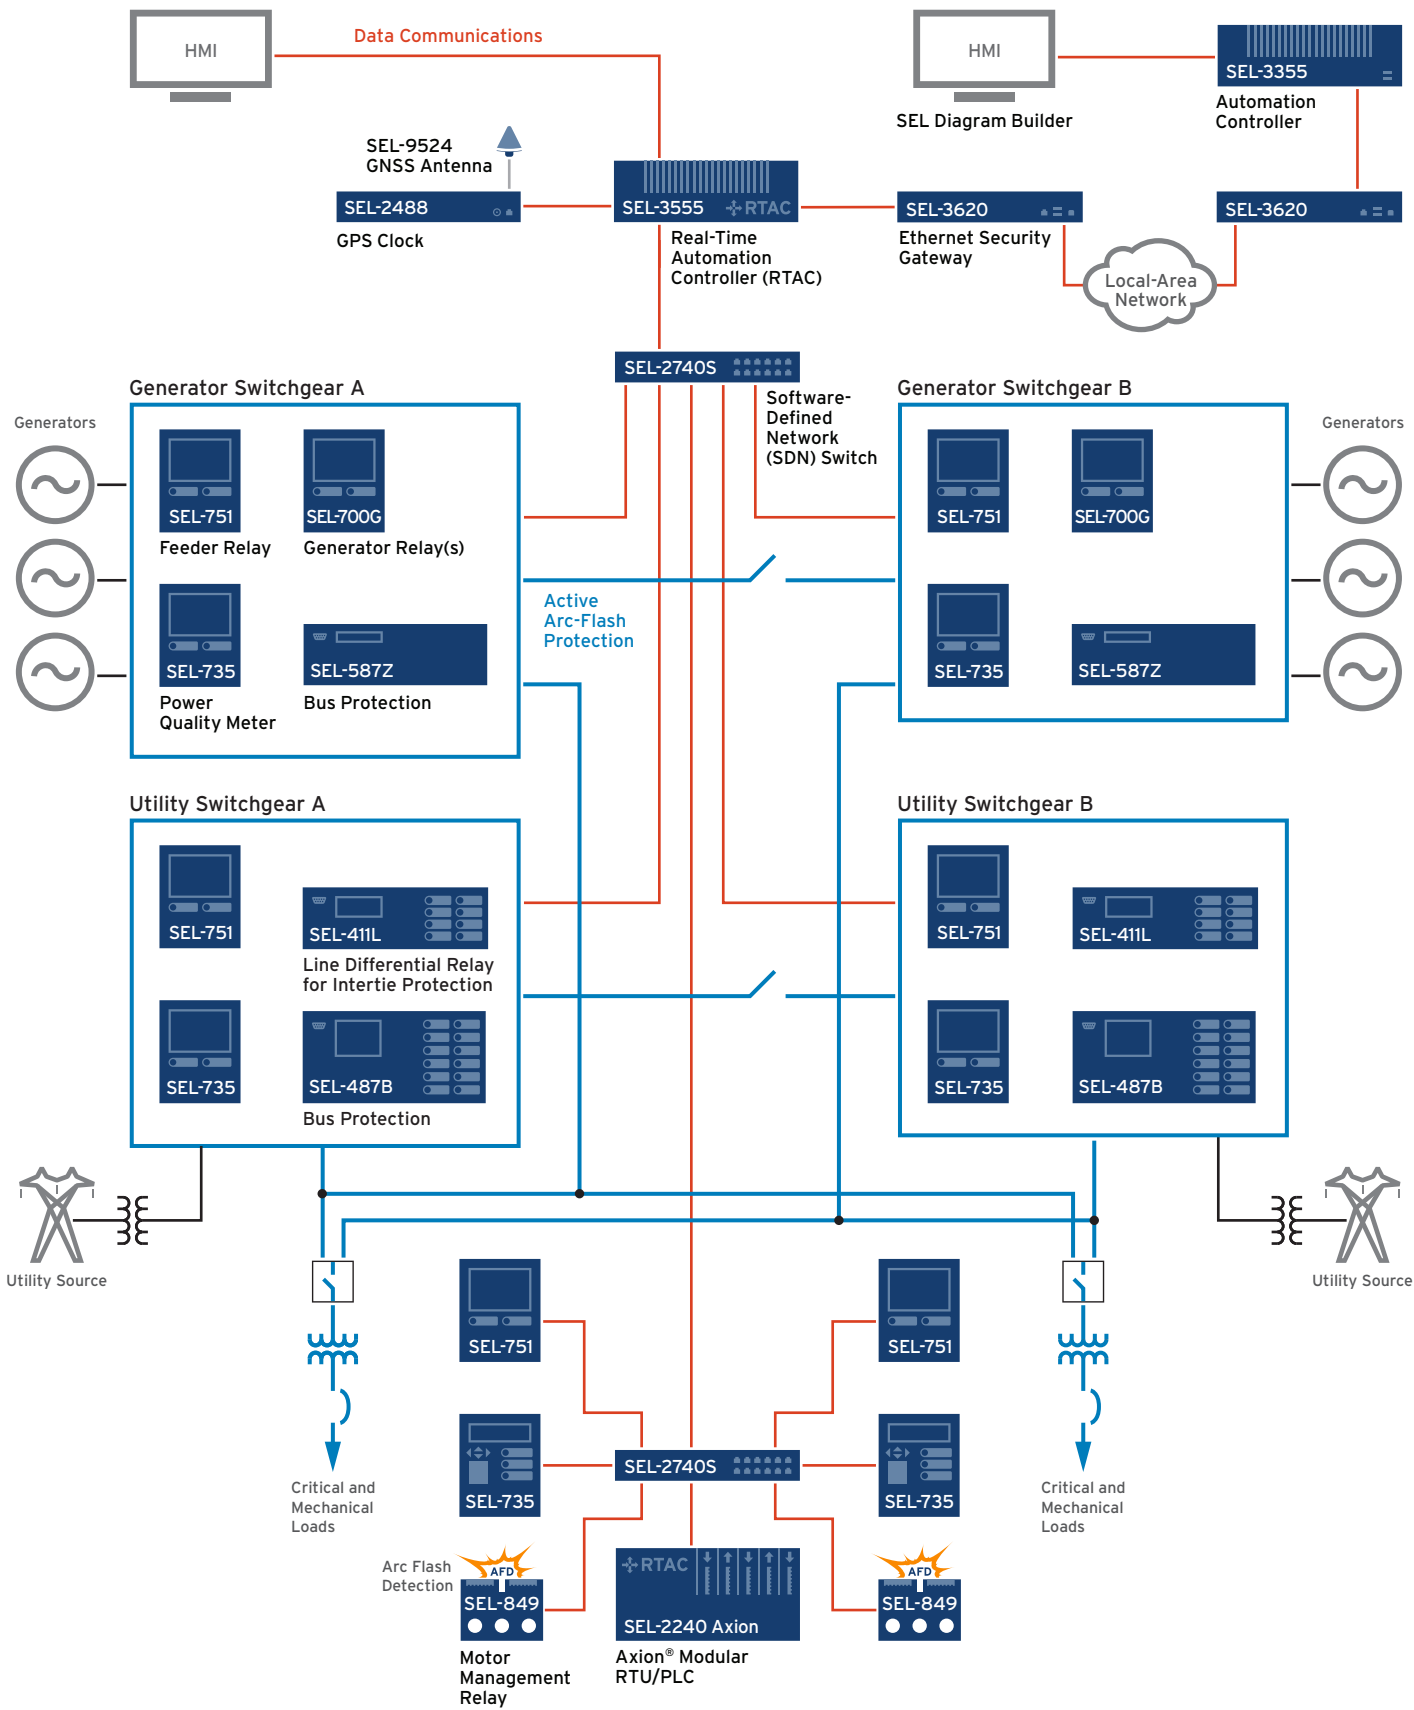 HMI
Data Communications
HMI
SEL Diagram Builder
SEL-3355
Automation
Controller
SEL-9524
GNSS Antenna
SEL-2488
GPS Clock
SEL-3555
RTAC
Real-Time
Automation
Controller (RTAC)
SEL-3620
Ethernet Security
Gateway
SEL-3620
Local-Area
Network
SEL-2740S
Software-
Defined
Network
(SDN) Switch
Generator Switchgear A
Generators
SEL-751
Feeder Relay
SEL-700G
Generator Relay(s)
SEL-735
Power
Quality Meter
SEL-587Z
Bus Protection
Active
Arc-Flash
Protection
Generator Switchgear B
Generators
SEL-751
SEL-700G
SEL-735
SEL-587Z
Utility Switchgear A
SEL-751
SEL-411L
Line Differential Relay
for Intertie Protection
SEL-735
SEL-487B
Bus Protection
Utility Switchgear B
SEL-751
SEL-411L
SEL-735
SEL-487B
Utility Source
Utility Source
Critical and
Mechanical
Loads
Critical and
Mechanical
Loads
SEL-751
SEL-751
SEL-735
SEL-2740S
SEL-735
Arc Flash
Detection
AFD
SEL-849
Motor
Management
Relay
RTAC
SEL-2240 Axion
Axion® Modular
RTU/PLC
AFD
SEL-849